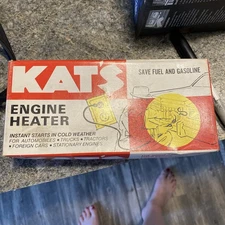 KATS
SAVE FUEL AND GASOLINE
ENGINE
HEATER
INSTANT STARTS IN COLD WEATHER
FOR AUTOMOBILES • TRUCKS • TRACTORS
• FOREIGN CARS • STATIONARY ENGINES